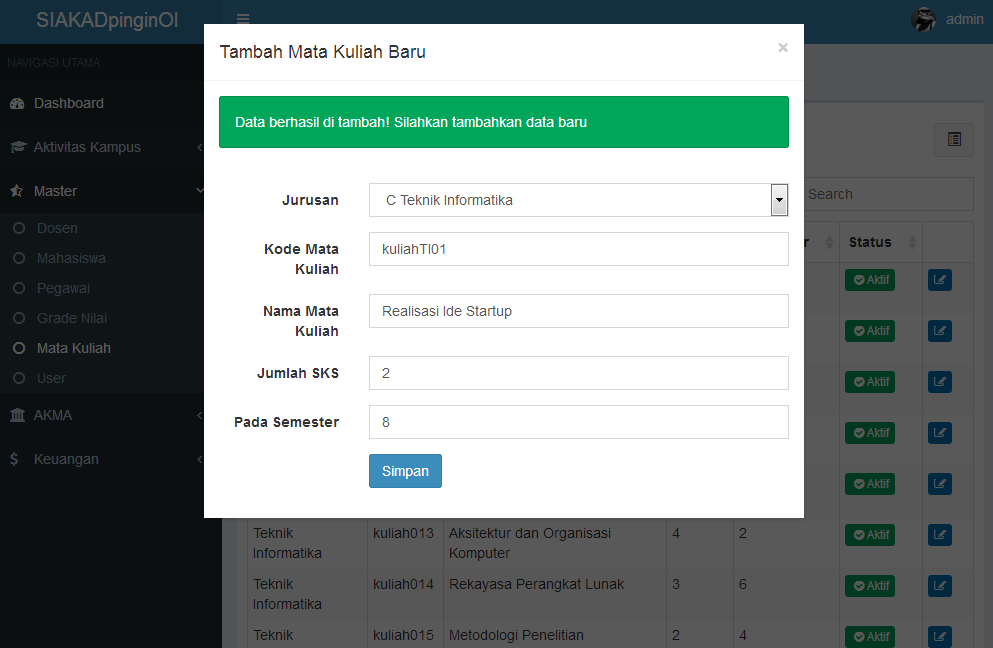 SIAKADpinginOl
admin
NAVIGASI UTAMA
Dashboard
Aktivitas Kampus
Master
Dosen
Mahasiswa
Pegawai
Grade Nilai
Mata Kuliah
User
AKMA
Keuangan
Tambah Mata Kuliah Baru
×
Data berhasil di tambah! Silahkan tambahkan data baru
Jurusan
C Teknik Informatika
Kode Mata
Kuliah
kuliahTI01
Nama Mata
Kuliah
Realisasi Ide Startup
Jumlah SKS
2
Pada Semester
8
Simpan
Search
r Status
Aktif
Aktif
Aktif
Aktif
Aktif
Teknik kuliah013 Aksitektur dan Organisasi 4 2 Aktif
Informatika Komputer
Teknik kuliah014 Rekayasa Perangkat Lunak 3 6 Aktif
Informatika
Teknik kuliah015 Metodologi Penelitian 2 4 Aktif